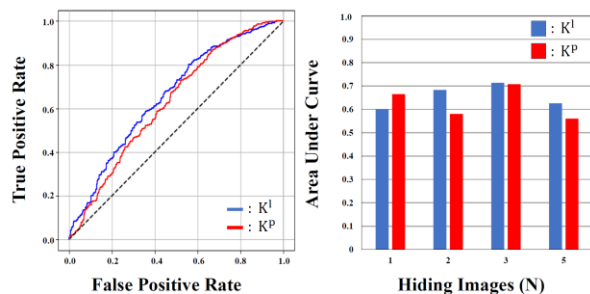 True Positive Rate
1.0
0.8
0.6
0.4
0.2
0.0
0.0 0.2 0.4 0.6 0.8 1.0
False Positive Rate
: K^l
: K^p
Area Under Curve
1.0
0.9
0.8
0.7
0.6
0.5
0.4
0.3
0.2
0.1
0
1 2 3 5
Hiding Images (N)
: K^l
: K^p